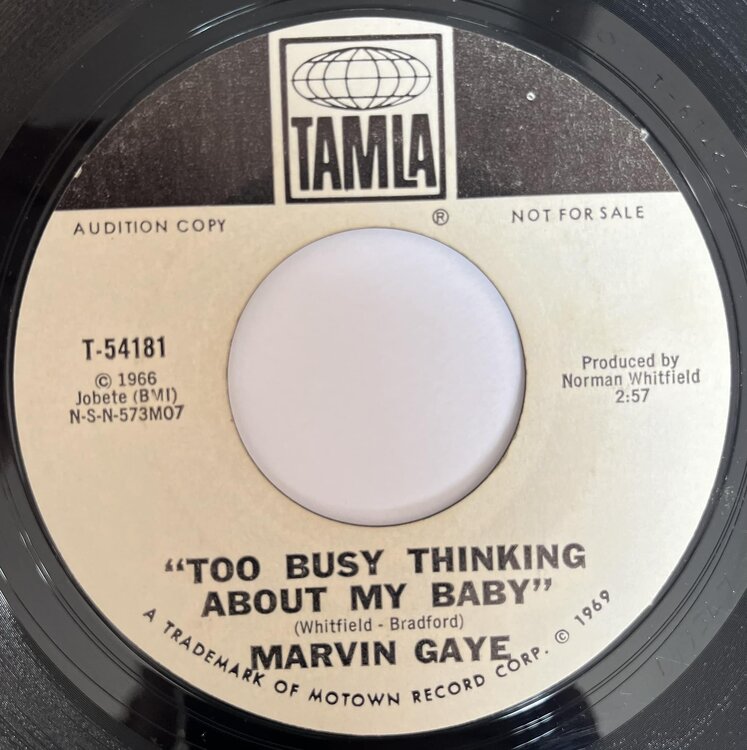 TAMLA
®
AUDITION COPY
NOT FOR SALE
T-54181
© 1966
Jobete (BMI)
N-S-N-573M07
Produced by
Norman Whitfield
2:57
"TOO BUSY THINKING
ABOUT MY BABY"
(Whitfield - Bradford)
MARVIN GAYE
A TRADEMARK OF MOTOWN RECORD CORP. © 1969